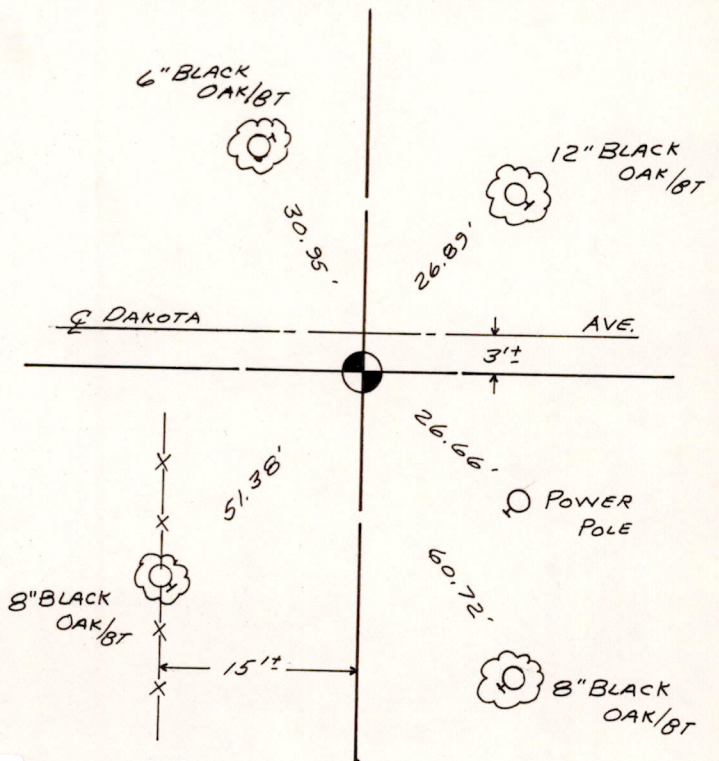 6" BLACK
OAK/BT
12" BLACK
OAK/BT
30.95'
26.89'
℄ DAKOTA AVE.
3'±
51.38'
26.66'
POWER
POLE
8" BLACK
OAK/BT
60.72'
15'±
8" BLACK
OAK/BT